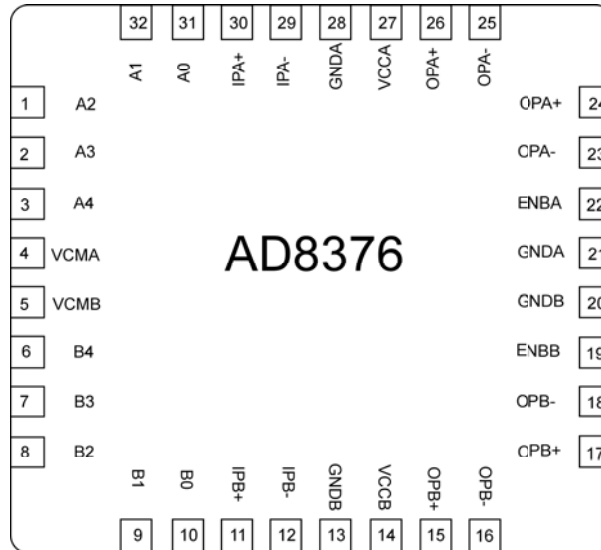 32 31 30 29 28 27 26 25
A1 A0 IPA+ IPA- GNDA VCCA OPA+ OPA-
1 A2 OPA+ 24
2 A3 OPA- 23
3 A4 ENBA 22
4 VCMA GNDA 21
AD8376
5 VCMB GNDB 20
6 B4 ENBB 19
7 B3 OPB- 18
8 B2 OPB+ 17
B1 B0 IPB+ IPB- GNDB VCCB OPB+ OPB-
9 10 11 12 13 14 15 16